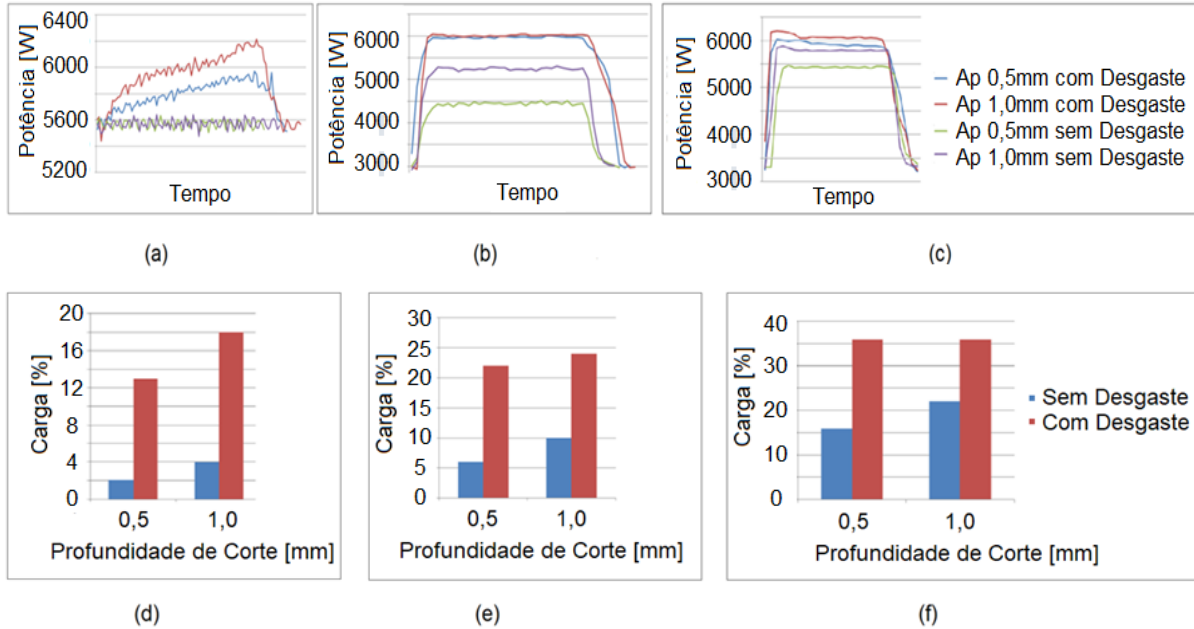 6400
6000
5600
5200
Potência [W]
Tempo
(a)
6000
5000
4000
3000
Potência [W]
Tempo
(b)
6000
5000
4000
3000
Potência [W]
Tempo
(c)
Ap 0,5mm com Desgaste
Ap 1,0mm com Desgaste
Ap 0,5mm sem Desgaste
Ap 1,0mm sem Desgaste
20
16
12
8
4
0
Carga [%]
0,5 1,0
Profundidade de Corte [mm]
(d)
30
25
20
15
10
5
0
Carga [%]
0,5 1,0
Profundidade de Corte [mm]
(e)
40
30
20
10
0
Carga [%]
0,5 1,0
Profundidade de Corte [mm]
(f)
Sem Desgaste
Com Desgaste